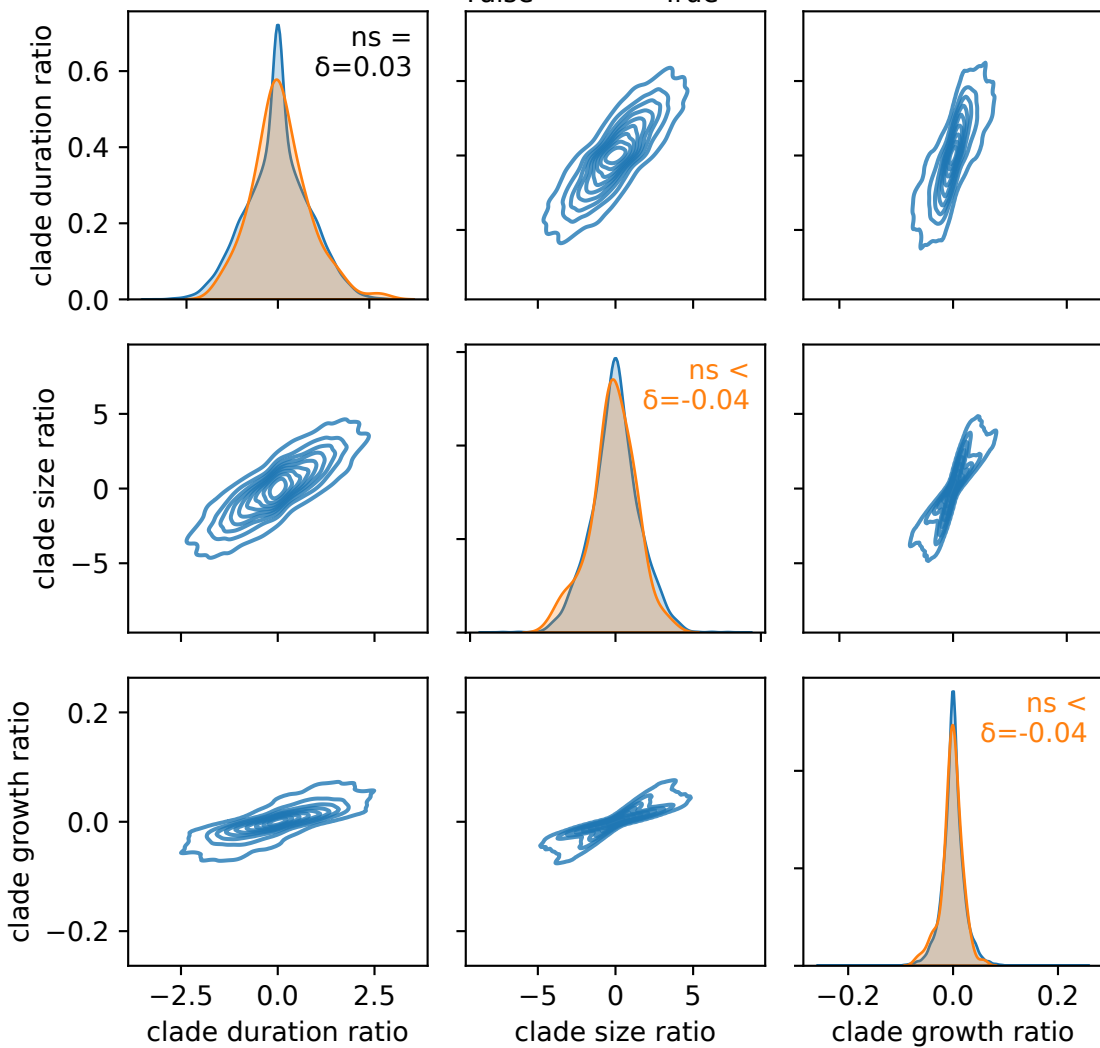 clade duration ratio
0.6
0.4
0.2
0.0
ns =
δ=0.03
clade size ratio
5
0
−5
ns <
δ=-0.04
clade growth ratio
0.2
0.0
−0.2
ns <
δ=-0.04
−2.5 0.0 2.5
−5 0 5
−0.2 0.0 0.2
clade duration ratio
clade size ratio
clade growth ratio